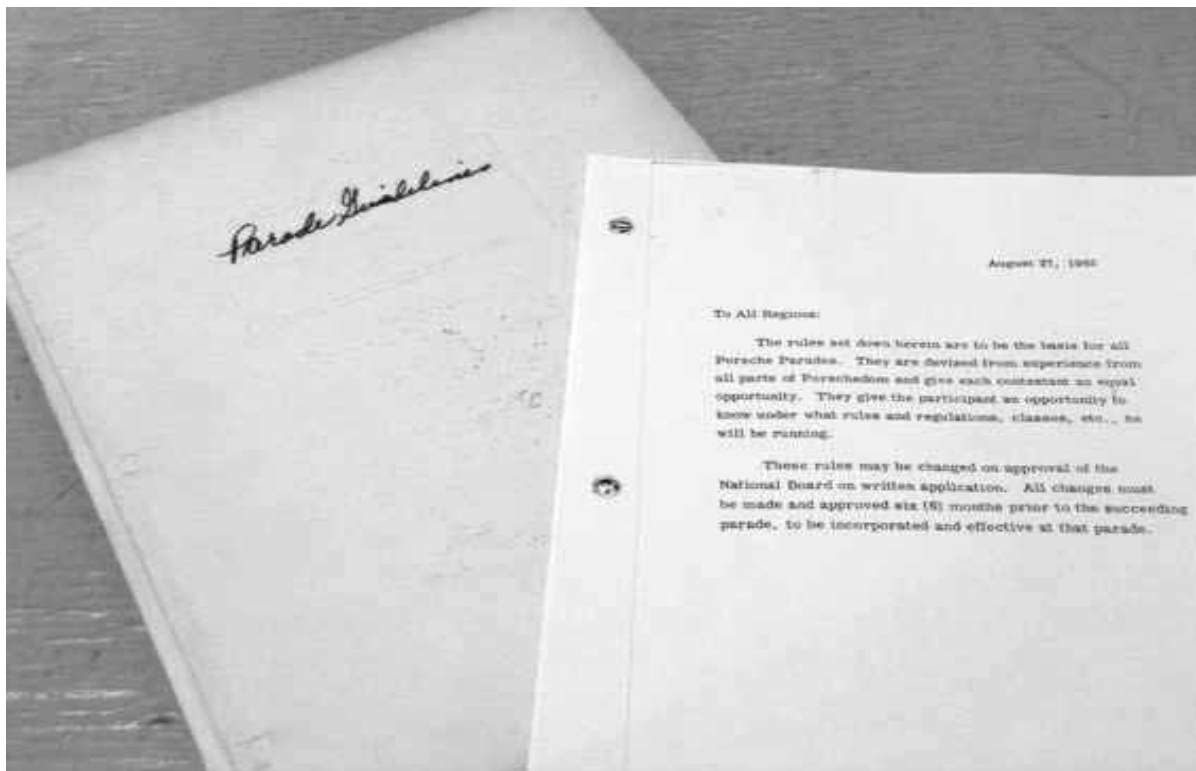 Parade Guidelines
August
To All Regions:
The rules set down herein are to be the basis for all
Porsche Parades. They are devised from experience from
all parts of Porschedom and give each contestant an equal
opportunity. They give the participant an opportunity to
know under what rules and regulations, classes, etc., he
will be running.
These rules may be changed on approval of the
National Board on written application. All changes must
be made and approved six (6) months prior to the succeeding
parade, to be incorporated and effective at that parade.